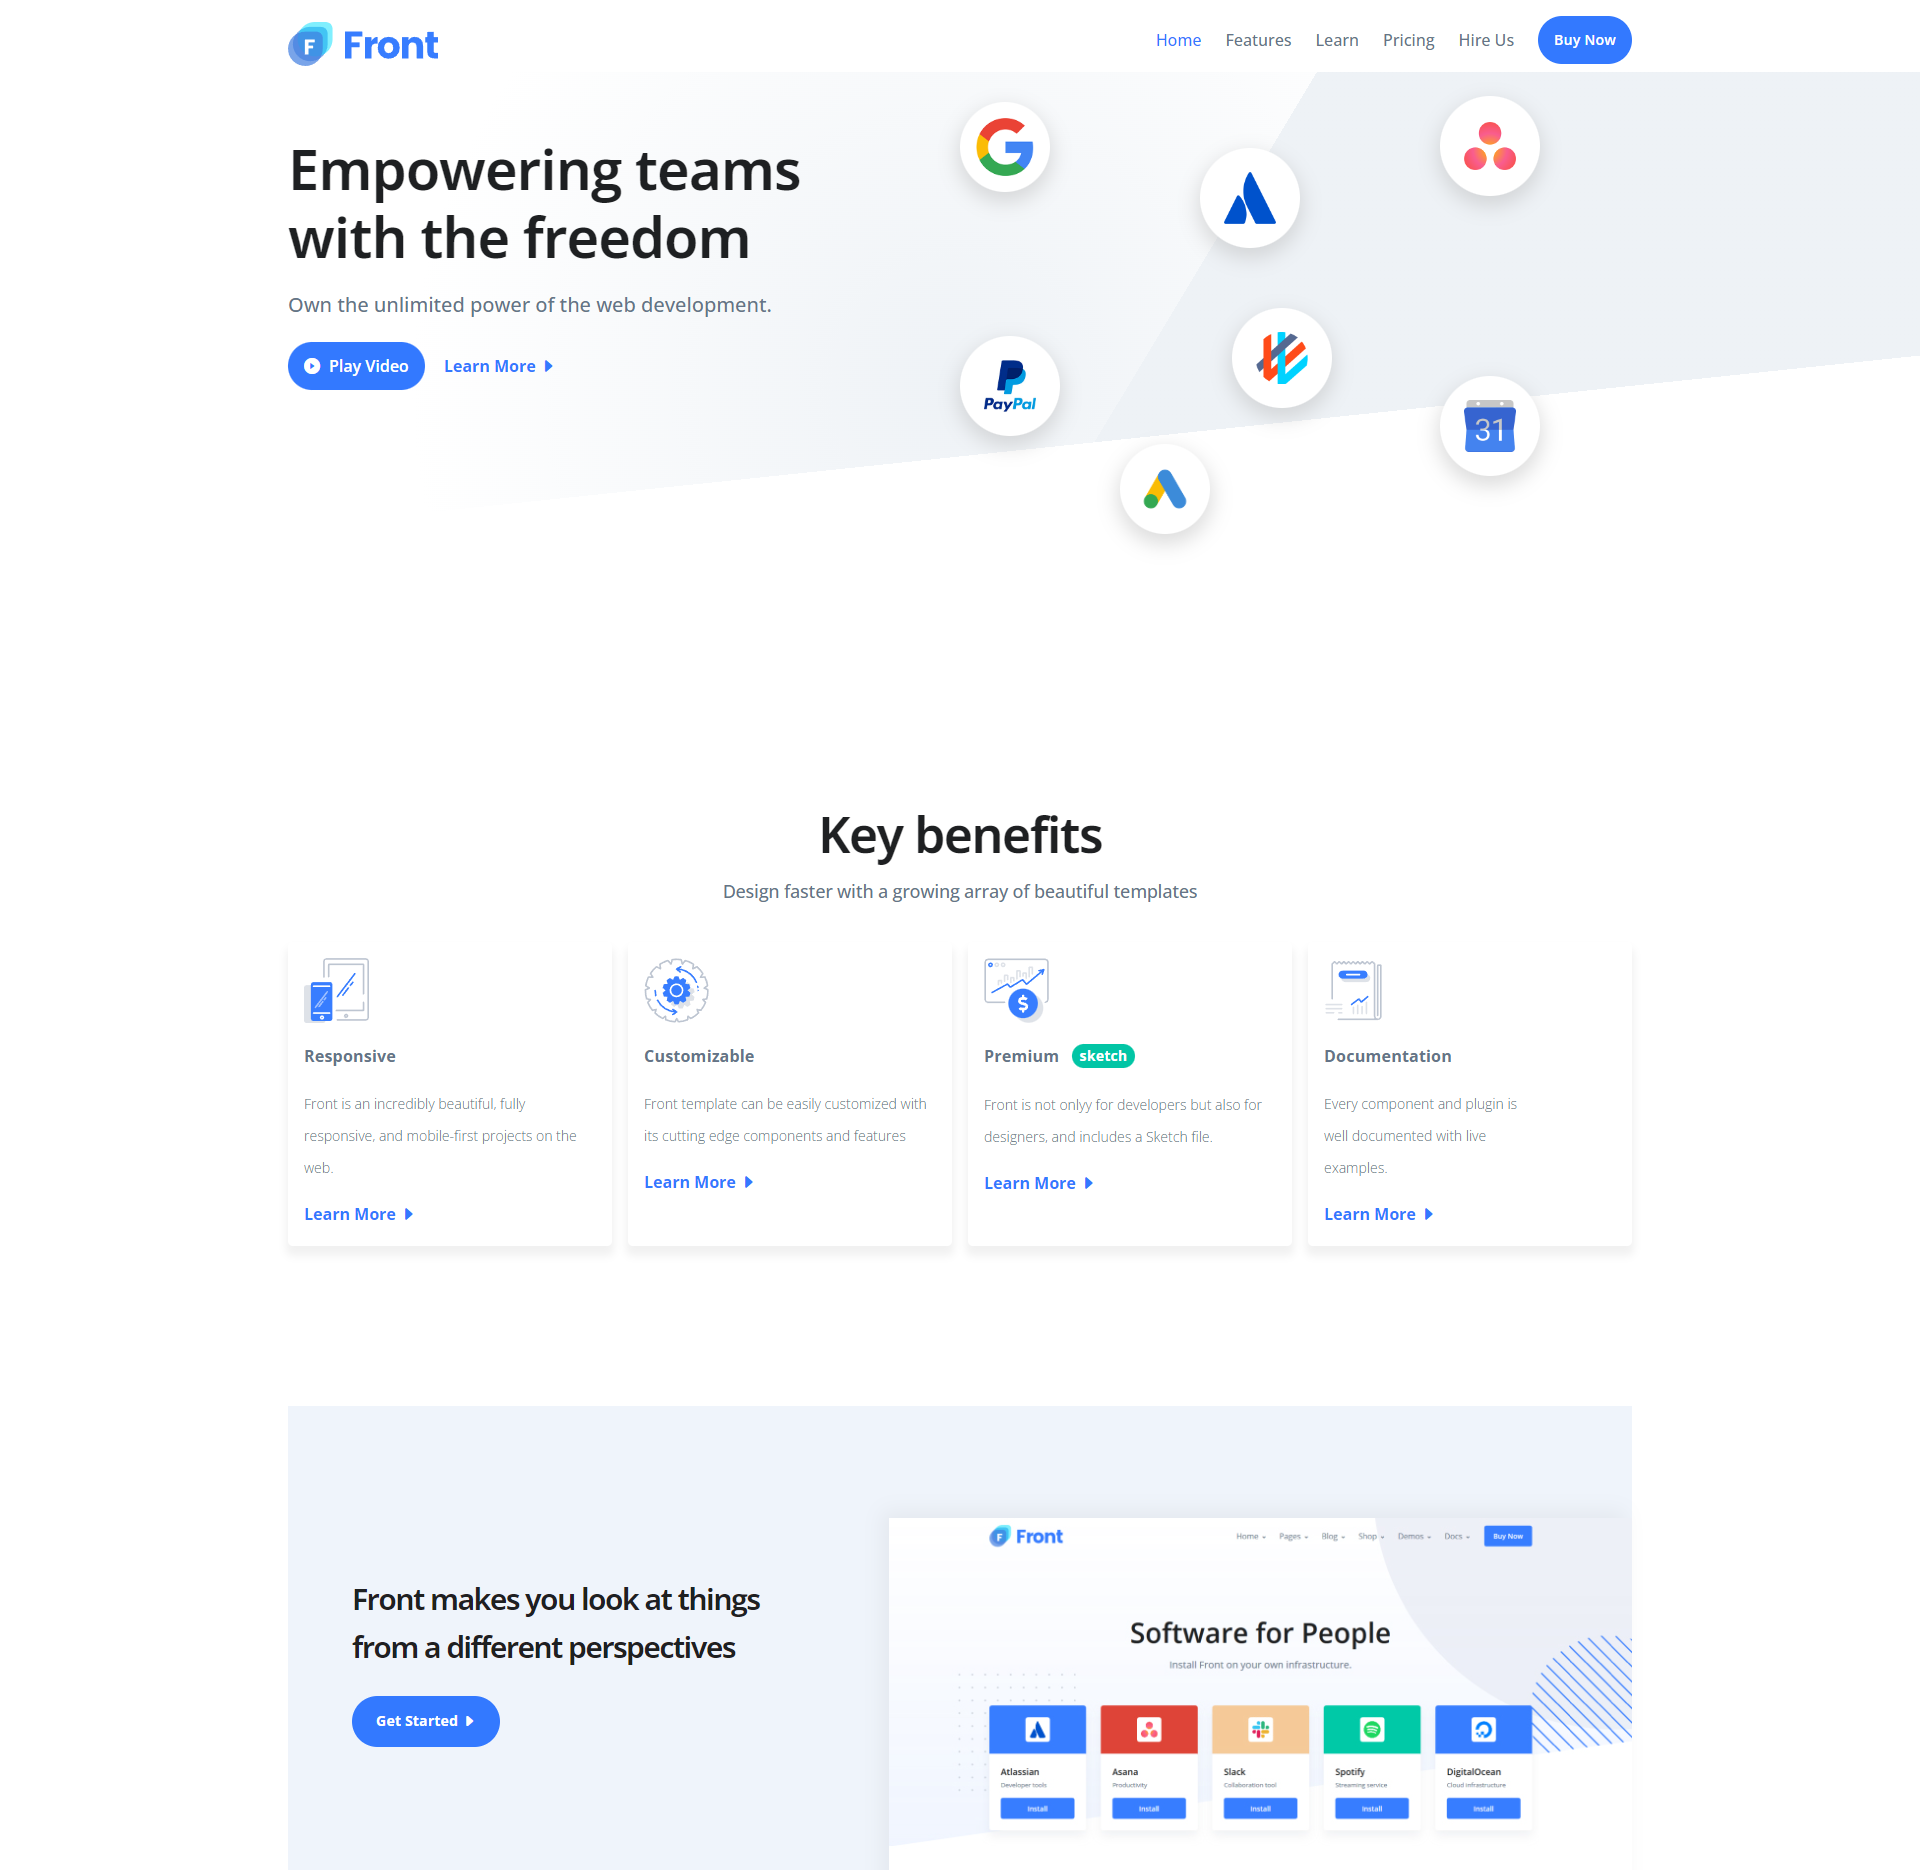 Front
Home Features Learn Pricing Hire Us Buy Now
Empowering teams
with the freedom
Own the unlimited power of the web development.
Play Video Learn More
PayPal
31
Key benefits
Design faster with a growing array of beautiful templates
Responsive
Front is an incredibly beautiful, fully
responsive, and mobile-first projects on the
web.
Learn More
Customizable
Front template can be easily customized with
its cutting edge components and features
Learn More
Premium sketch
Front is not onlyy for developers but also for
designers, and includes a Sketch file.
Learn More
Documentation
Every component and plugin is
well documented with live
examples.
Learn More
Front makes you look at things
from a different perspectives
Get Started
Front
Home Pages Blog Shop Demos Docs Buy Now
Software for People
Install Front on your own infrastructure.
Atlassian
Developer tools
Install
Asana
Productivity
Install
Slack
Collaboration tool
Install
Spotify
Streaming service
Install
DigitalOcean
Cloud infrastructure
Install